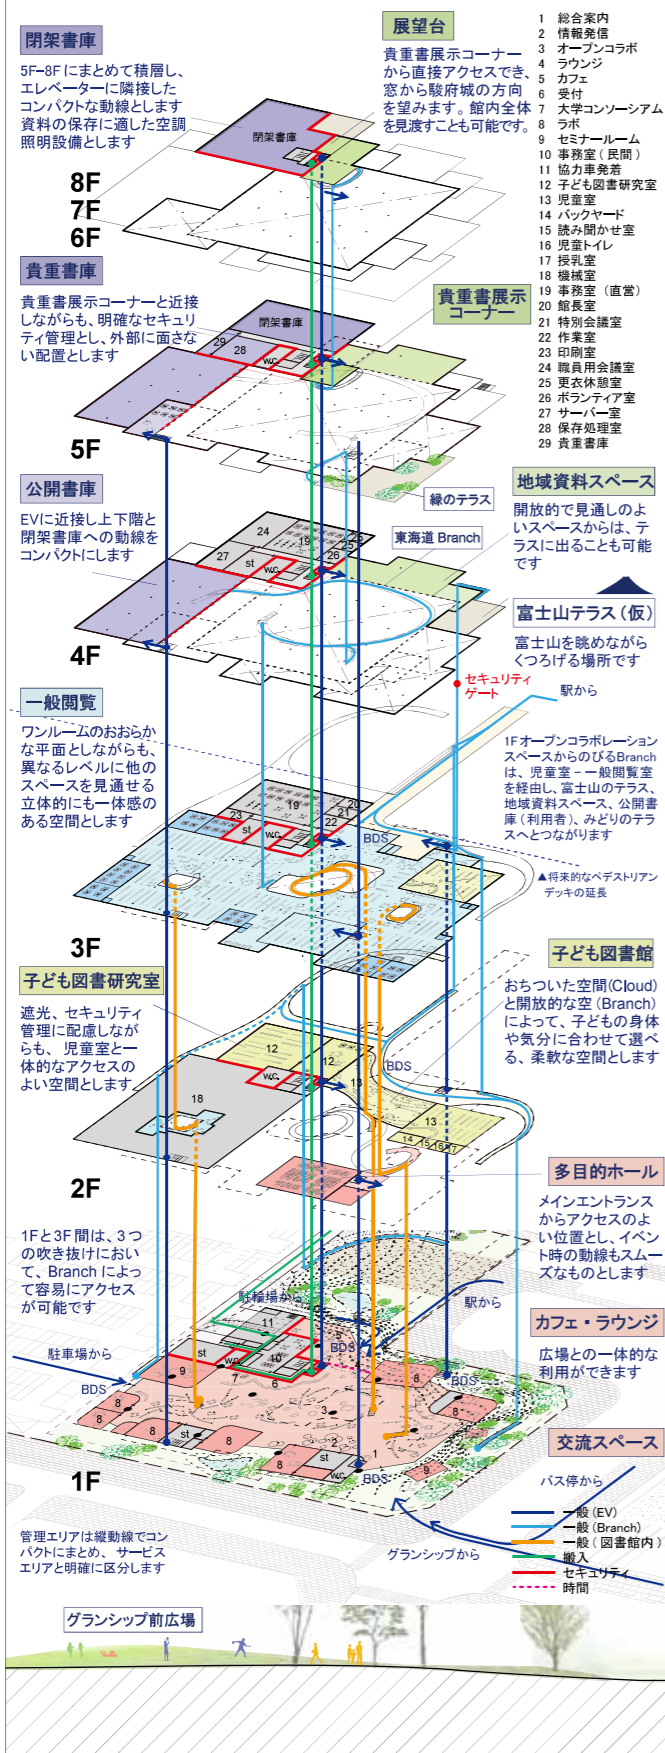 閉架書庫
5F−8Fにまとめて積層し、
エレベーターに隣接した
コンパクトな動線とします
資料の保存に適した空調
照明設備とします
展望台
貴重書展示コーナー
から直接アクセスでき、
窓から駿府城の方向
を望みます。館内全体
を見渡すことも可能です。
1 総合案内
2 情報発信
3 オープンコラボ
4 ラウンジ
5 カフェ
6 受付
7 大学コンソーシアム
8 ラボ
9 セミナールーム
10 事務室(民間)
11 協力車発着
12 子ども図書研究室
13 児童室
14 バックヤード
15 読み聞かせ室
16 児童トイレ
17 授乳室
18 機械室
19 事務室(直営)
20 館長室
21 特別会議室
22 作業室
23 印刷室
24 職員用会議室
25 更衣休憩室
26 ボランティア室
27 サーバー室
28 保存処理室
29 貴重書庫
閉架書庫
8F
7F
6F
貴重書庫
貴重書展示コーナーと近接
しながらも、明確なセキュリ
ティ管理とし、外部に面さな
い配置とします
貴重書展示
コーナー
閉架書庫
29
28
w.c.
5F
緑のテラス
公開書庫
EVに近接し上下階と
閉架書庫への動線を
コンパクトにします
東海道 Branch
地域資料スペース
開放的で見通しのよ
いスペースからは、テ
ラスに出ることも可能
です
24
19
25
25
26
27
st
w.c.
4F
富士山テラス(仮)
富士山を眺めながら
くつろげる場所です
セキュリティ
ゲート
駅から
一般閲覧
ワンルームのおおらか
な平面としながらも、
異なるレベルに他の
スペースを見通せる
立体的にも一体感の
ある空間とします
1Fオープンコラボレーション
スペースからのびるBranch
は、児童室−一般閲覧室
を経由し、富士山のテラス、
地域資料スペース、公開書
庫(利用者)、みどりのテラ
スへとつながります
▲将来的なペデストリアン
デッキの延長
19
20
21
22
23
st
w.c.
BDS
3F
子ども図書研究室
遮光、セキュリティ
管理に配慮しなが
らも、児童室と一
体的なアクセスの
よい空間とします
子ども図書館
おちついた空間(Cloud)
と開放的な空(Branch)
によって、子どもの身体
や気分に合わせて選べ
る、柔軟な空間とします
BDS
12
12
w.c.
13
18
13
14
15
16
17
2F
多目的ホール
メインエントランス
からアクセスのよ
い位置とし、イベン
ト時の動線もスムー
ズなものとします
1Fと3F間は、3つ
の吹き抜けにおい
て、Branchによっ
て容易にアクセス
が可能です
駐輪場から
駅から
カフェ・ラウンジ
広場との一体的な
利用ができます
駐車場から
BDS
11
5
BDS
4
st
w.c.
10
9
7
6
BDS
8
8
8
3
8
8
st
8
2
1
st
8
w.c.
BDS
9
1F
交流スペース
バス停から
グランシップから
管理エリアは縦動線でコン
パクトにまとめ、サービス
エリアと明確に区分します
一般(EV)
一般(Branch)
一般(図書館内)
搬入
セキュリティ
時間
グランシップ前広場